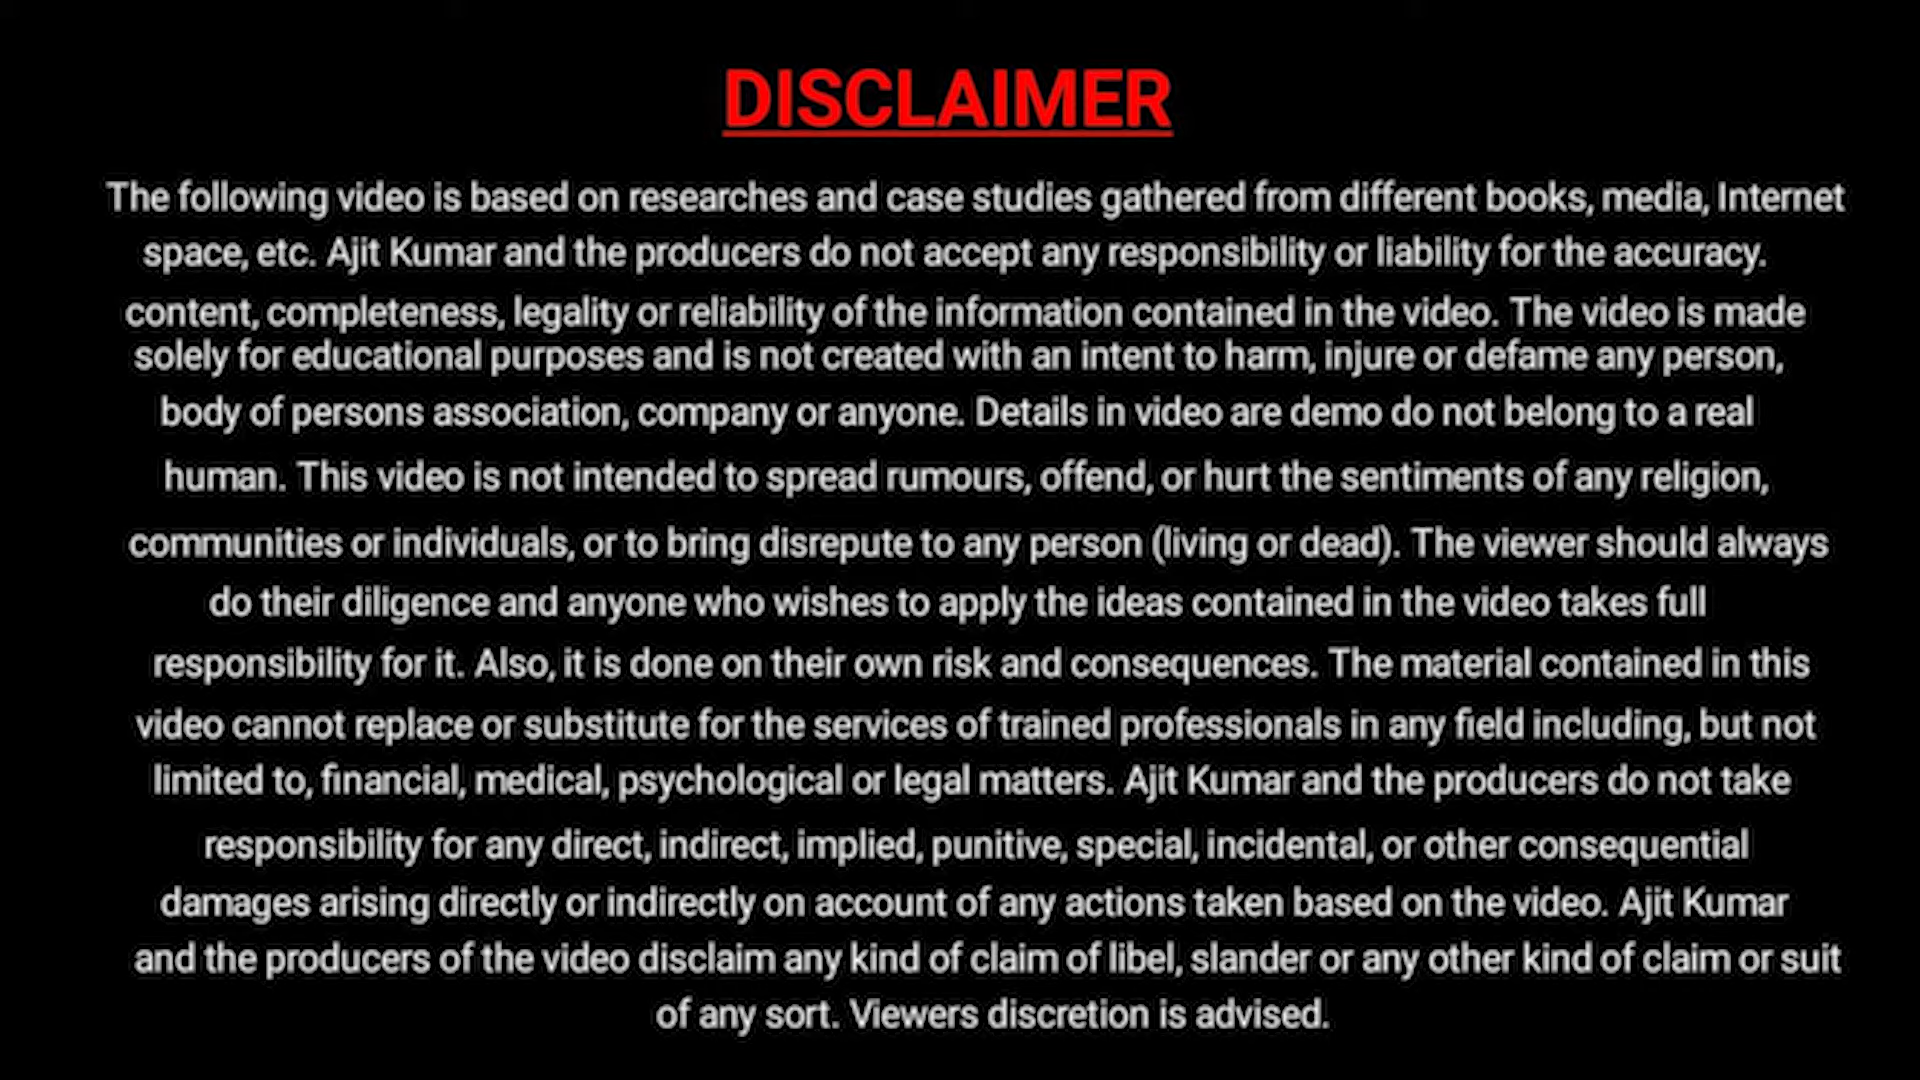 DISCLAIMER
The following video is based on researches and case studies gathered from different books, media, Internet
space, etc. Ajit Kumar and the producers do not accept any responsibility or liability for the accuracy.
content, completeness, legality or reliability of the information contained in the video. The video is made
solely for educational purposes and is not created with an intent to harm, injure or defame any person,
body of persons association, company or anyone. Details in video are demo do not belong to a real
human. This video is not intended to spread rumours, offend, or hurt the sentiments of any religion,
communities or individuals, or to bring disrepute to any person (living or dead). The viewer should always
do their diligence and anyone who wishes to apply the ideas contained in the video takes full
responsibility for it. Also, it is done on their own risk and consequences. The material contained in this
video cannot replace or substitute for the services of trained professionals in any field including, but not
limited to, financial, medical, psychological or legal matters. Ajit Kumar and the producers do not take
responsibility for any direct, indirect, implied, punitive, special, incidental, or other consequential
damages arising directly or indirectly on account of any actions taken based on the video. Ajit Kumar
and the producers of the video disclaim any kind of claim of libel, slander or any other kind of claim or suit
of any sort. Viewers discretion is advised.